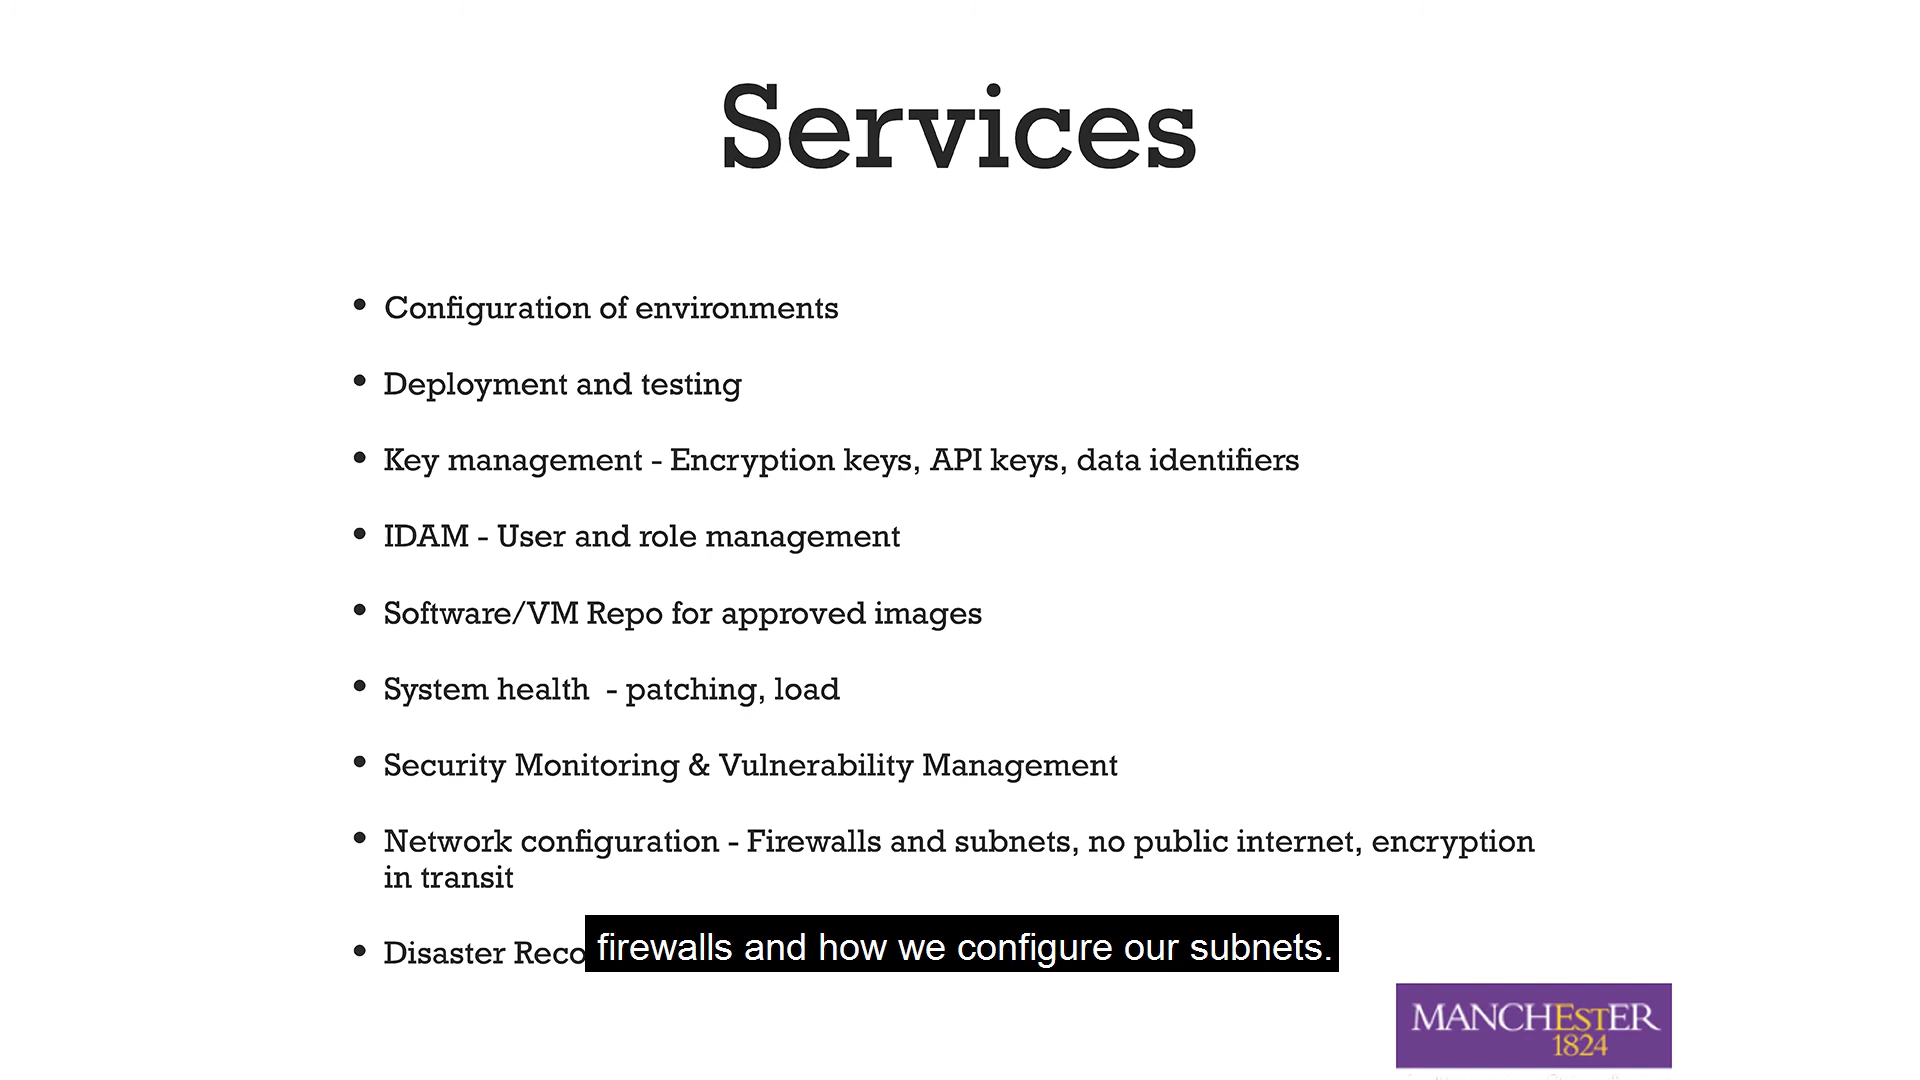 Services
• Configuration of environments
• Deployment and testing
• Key management - Encryption keys, API keys, data identifiers
• IDAM - User and role management
• Software/VM Repo for approved images
• System health  - patching, load
• Security Monitoring & Vulnerability Management
• Network configuration - Firewalls and subnets, no public internet, encryption
in transit
• Disaster
firewalls and how we configure our subnets.
MANCHESTER
1824